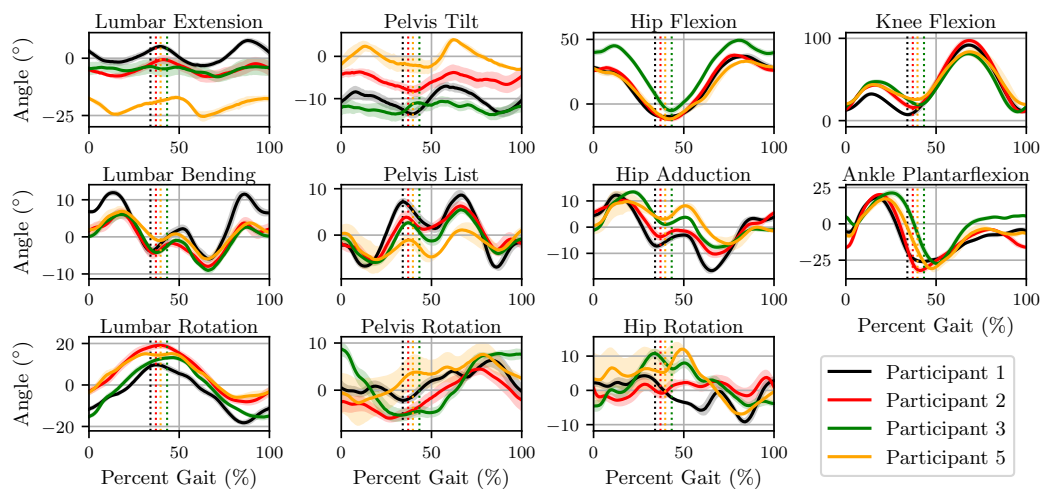 Lumbar Extension Pelvis Tilt Hip Flexion Knee Flexion
Angle (°) 0 −25 0 50 100
−10 0 50 100
50 0 0 50 100
100 0 0 50 100
Lumbar Bending Pelvis List Hip Adduction Ankle Plantarflexion
Angle (°) 10 0 −10 0 50 100
10 0 0 50 100
10 0 −10 0 50 100
25 0 −25 0 50 100
Percent Gait (%)
Lumbar Rotation Pelvis Rotation Hip Rotation
Angle (°) 20 0 −20 0 50 100
10 0 0 50 100
10 0 −10 0 50 100
Percent Gait (%) Percent Gait (%) Percent Gait (%)
Participant 1
Participant 2
Participant 3
Participant 5